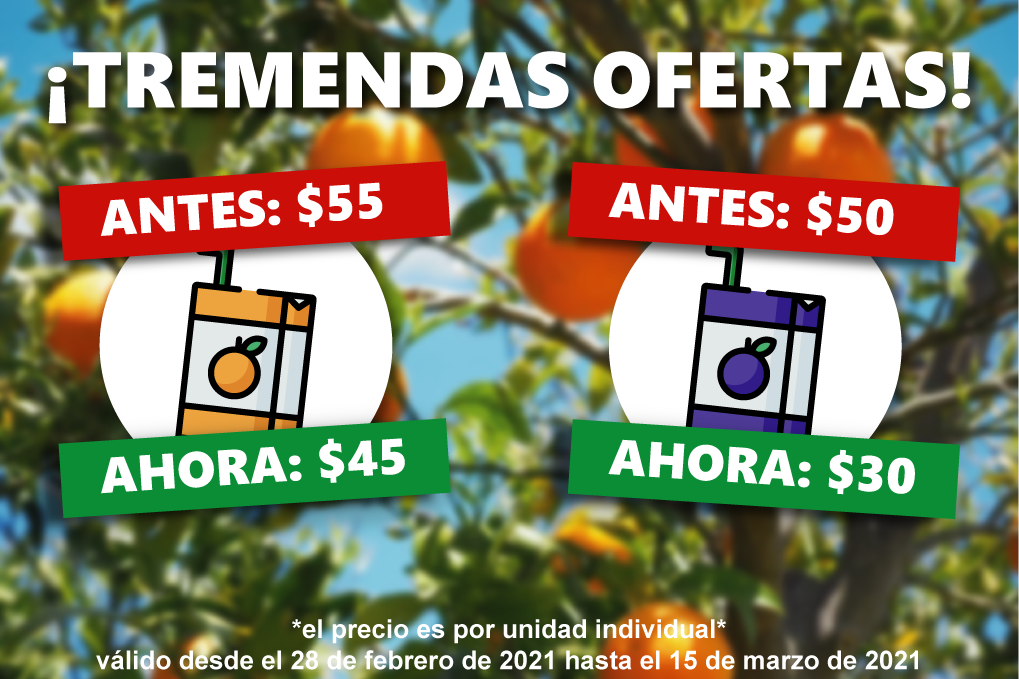 ¡TREMENDAS OFERTAS!
ANTES: $55
ANTES: $50
AHORA: $45
AHORA: $30
*el precio es por unidad individual*
válido desde el 28 de febrero de 2021 hasta el 15 de marzo de 2021